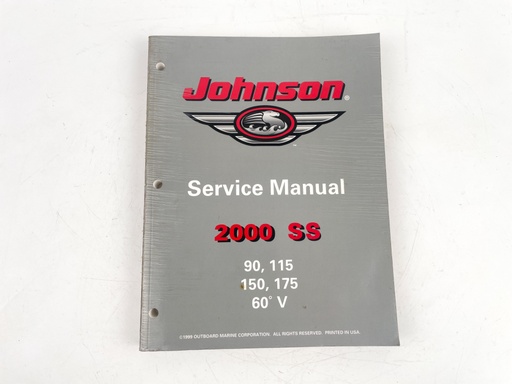 Johnson®
Service Manual
2000 SS
90, 115
150, 175
60° V
©1999 OUTBOARD MARINE CORPORATION. ALL RIGHTS RESERVED. PRINTED IN USA.